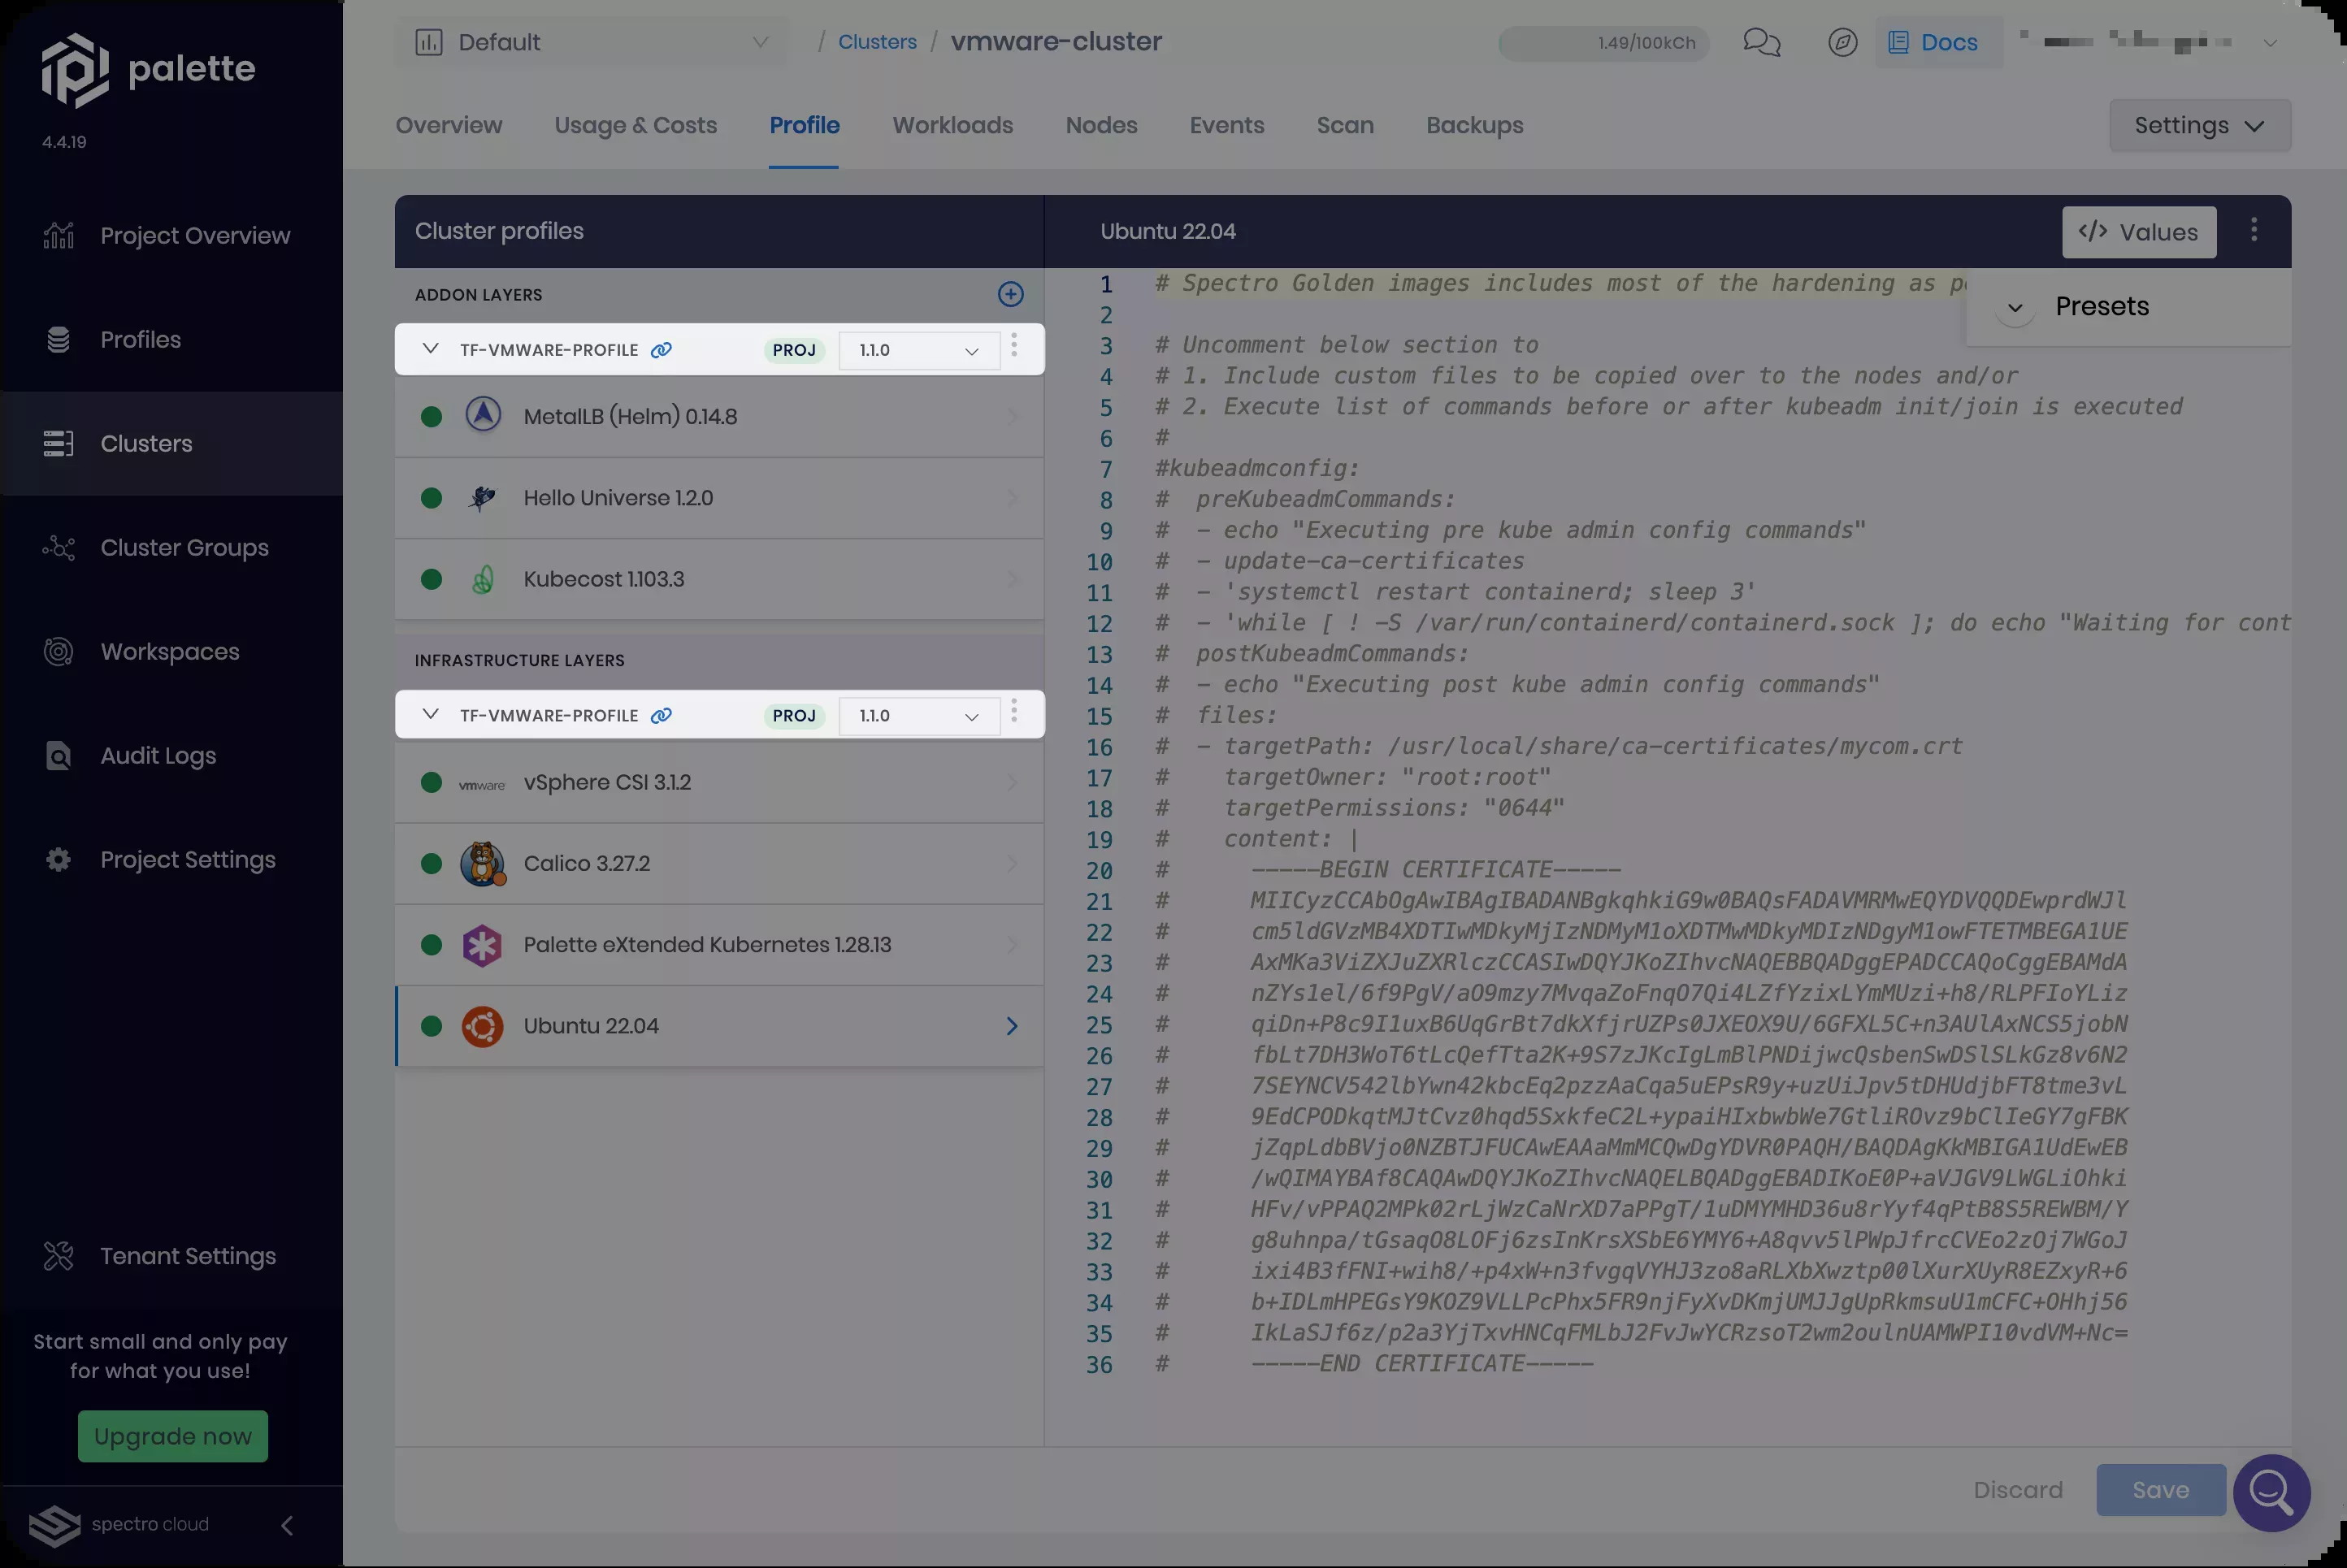 palette
4.4.19
Project Overview
Profiles
Clusters
Cluster Groups
Workspaces
Audit Logs
Project Settings
Tenant Settings
Start small and only pay
for what you use!
Upgrade now
spectro cloud
Default
/ Clusters / vmware-cluster
1.49/100kCh
Docs
Overview
Usage & Costs
Profile
Workloads
Nodes
Events
Scan
Backups
Settings
Cluster profiles
ADDON LAYERS
TF-VMWARE-PROFILE PROJ 1.1.0
MetalLB (Helm) 0.14.8
Hello Universe 1.2.0
Kubecost 1.103.3
INFRASTRUCTURE LAYERS
TF-VMWARE-PROFILE PROJ 1.1.0
vmware vSphere CSI 3.1.2
Calico 3.27.2
Palette eXtended Kubernetes 1.28.13
Ubuntu 22.04
Ubuntu 22.04
</> Values
Presets
1 # Spectro Golden images includes most of the hardening as p
2
3 # Uncomment below section to
4 # 1. Include custom files to be copied over to the nodes and/or
5 # 2. Execute list of commands before or after kubeadm init/join is executed
6 #
7 #kubeadmconfig:
8 #  preKubeadmCommands:
9 #  - echo "Executing pre kube admin config commands"
10 #  - update-ca-certificates
11 #  - 'systemctl restart containerd; sleep 3'
12 #  - 'while [ ! -S /var/run/containerd/containerd.sock ]; do echo "Waiting for cont
13 #  postKubeadmCommands:
14 #  - echo "Executing post kube admin config commands"
15 #  files:
16 #  - targetPath: /usr/local/share/ca-certificates/mycom.crt
17 #    targetOwner: "root:root"
18 #    targetPermissions: "0644"
19 #    content: |
20 #      -----BEGIN CERTIFICATE-----
21 #      MIICyzCCAbOgAwIBAgIBADANBgkqhkiG9w0BAQsFADAVMRMwEQYDVQQDEwprdWJl
22 #      cm5ldGVzMB4XDTIwMDkyMjIzNDMyM1oXDTMwMDkyMDIzNDgyM1owFTETMBEGA1UE
23 #      AxMKa3ViZXJuZXRlczCCASIwDQYJKoZIhvcNAQEBBQADggEPADCCAQoCggEBAMdA
24 #      nZYs1el/6f9PgV/aO9mzy7MvqaZoFnqO7Qi4LZfYzixLYmMUzi+h8/RLPFIoYLiz
25 #      qiDn+P8c9I1uxB6UqGrBt7dkXfjrUZPs0JXEOX9U/6GFXL5C+n3AUlAxNCS5jobN
26 #      fbLt7DH3WoT6tLcQefTta2K+9S7zJKcIgLmBlPNDijwcQsbenSwDSlSLkGz8v6N2
27 #      7SEYNCV542lbYwn42kbcEq2pzzAaCqa5uEPsR9y+uzUiJpv5tDHUdjbFT8tme3vL
28 #      9EdCPODkqtMJtCvz0hqd5SxkfeC2L+ypaiHIxbwbWe7GtliROvz9bClIeGY7gFBK
29 #      jZqpLdbBVjo0NZBTJFUCAwEAAaMmMCQwDgYDVR0PAQH/BAQDAgKkMBIGA1UdEwEB
30 #      /wQIMAYBAf8CAQAwDQYJKoZIhvcNAQELBQADggEBADIKoE0P+aVJGV9LWGLiOhki
31 #      HFv/vPPAQ2MPk02rLjWzCaNrXD7aPPgT/1uDMYMHD36u8rYyf4qPtB8S5REWBM/Y
32 #      g8uhnpa/tGsaqO8LOFj6zsInKrsXSbE6YMY6+A8qvv5lPWpJfrcCVEo2zOj7WGoJ
33 #      ixi4B3fFNI+wih8/+p4xW+n3fvgqVYHJ3zo8aRLXbXwztp00lXurXUyR8EZxyR+6
34 #      b+IDLmHPEGsY9KOZ9VLLPcPhx5FR9njFyXvDKmjUMJJgUpRkmsuU1mCFC+OHhj56
35 #      IkLaSJf6z/p2a3YjTxvHNCqFMLbJ2FvJwYCRzsoT2wm2oulnUAMWPI10vdVM+Nc=
36 #      -----END CERTIFICATE-----
Discard
Save